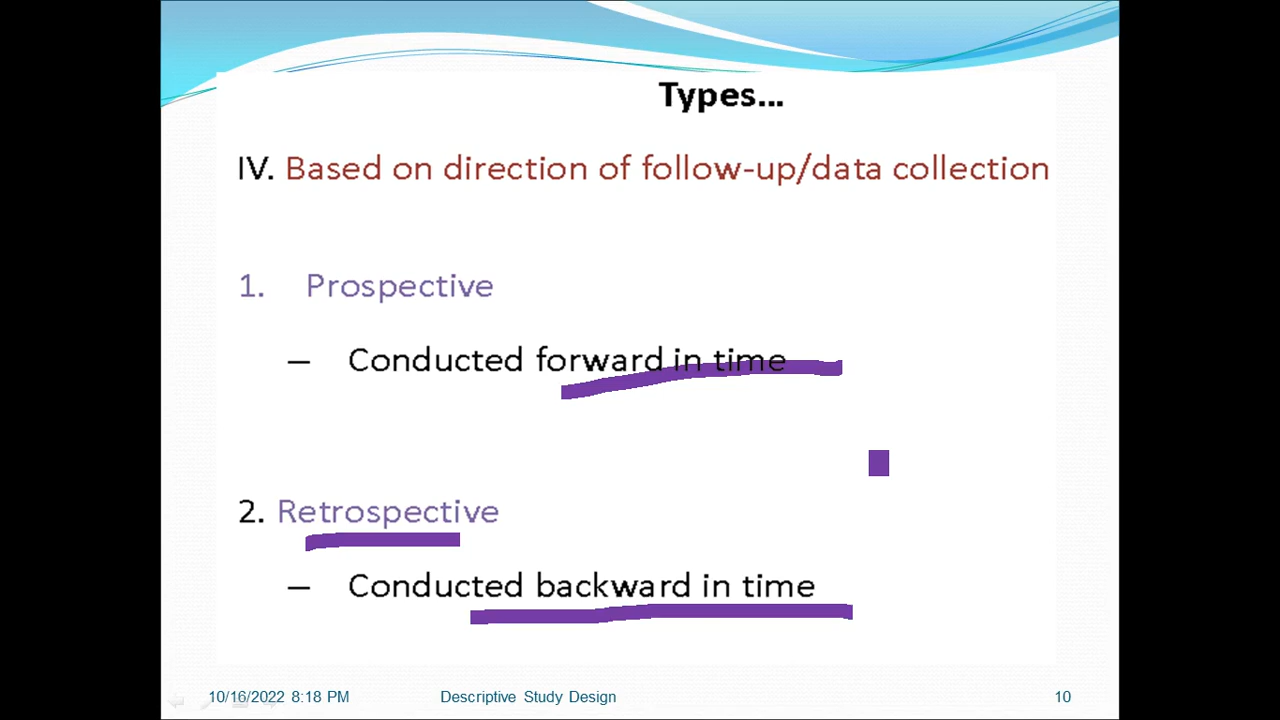 Types...
IV. Based on direction of follow-up/data collection
1. Prospective
– Conducted forward in time
2. Retrospective
– Conducted backward in time
10/16/2022 8:18 PM Descriptive Study Design 10